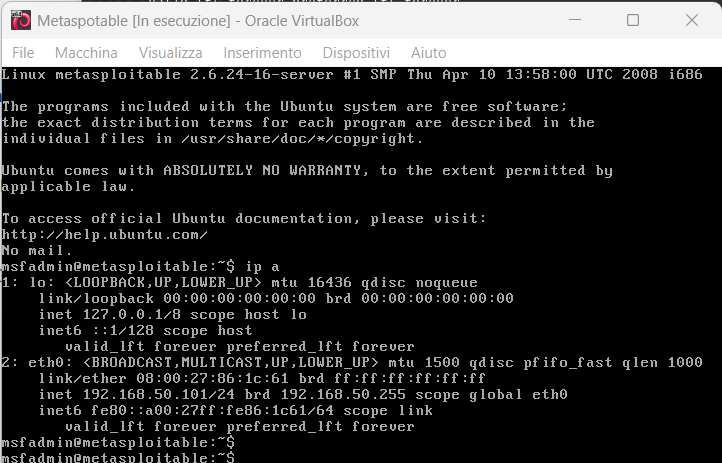 Metaspotable [In esecuzione] - Oracle VirtualBox
File Macchina Visualizza Inserimento Dispositivi Aiuto
Linux metasploitable 2.6.24-16-server #1 SMP Thu Apr 10 13:58:00 UTC 2008 i686
The programs included with the Ubuntu system are free software;
the exact distribution terms for each program are described in the
individual files in /usr/share/doc/*/copyright.
Ubuntu comes with ABSOLUTELY NO WARRANTY, to the extent permitted by
applicable law.
To access official Ubuntu documentation, please visit:
http://help.ubuntu.com/
No mail.
msfadmin@metasploitable:~$ ip a
1: lo: <LOOPBACK,UP,LOWER_UP> mtu 16436 qdisc noqueue
    link/loopback 00:00:00:00:00:00 brd 00:00:00:00:00:00
    inet 127.0.0.1/8 scope host lo
    inet6 ::1/128 scope host
       valid_lft forever preferred_lft forever
2: eth0: <BROADCAST,MULTICAST,UP,LOWER_UP> mtu 1500 qdisc pfifo_fast qlen 1000
    link/ether 08:00:27:86:1c:61 brd ff:ff:ff:ff:ff:ff
    inet 192.168.50.101/24 brd 192.168.50.255 scope global eth0
    inet6 fe80::a00:27ff:fe86:1c61/64 scope link
       valid_lft forever preferred_lft forever
msfadmin@metasploitable:~$
msfadmin@metasploitable:~$